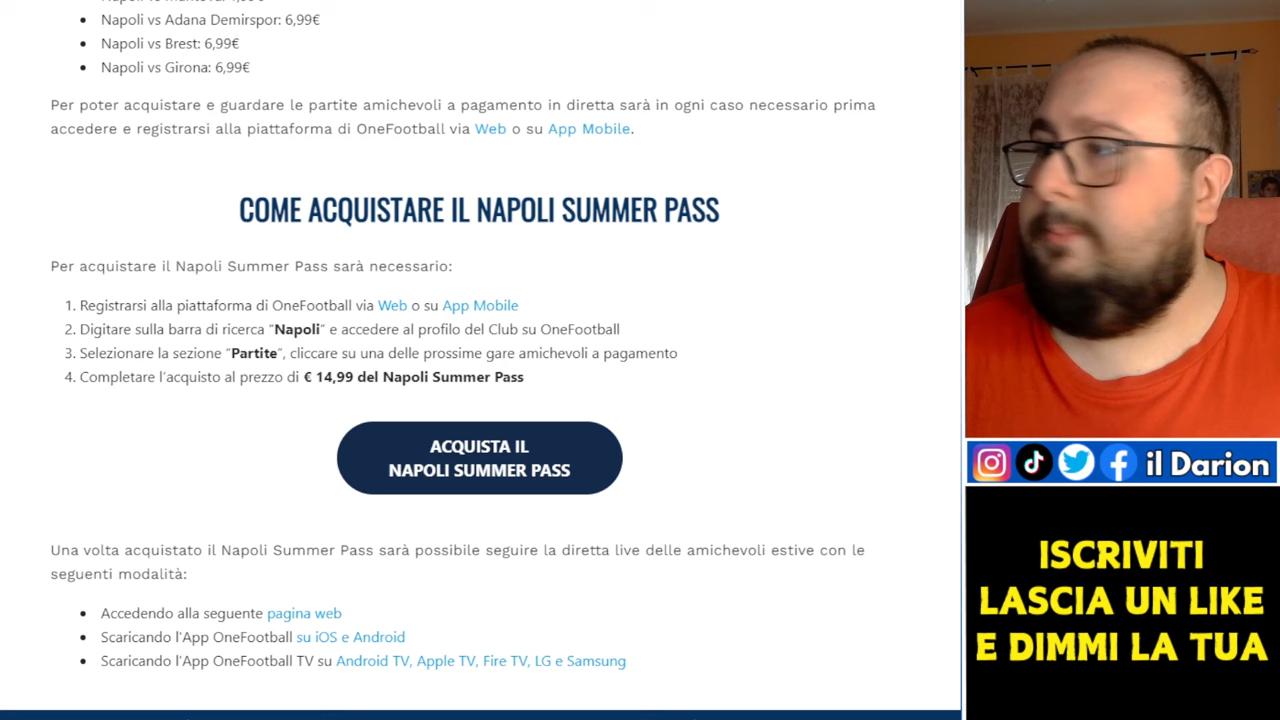 Napoli vs Adana Demirspor: 6,99€
Napoli vs Brest: 6,99€
Napoli vs Girona: 6,99€
Per poter acquistare e guardare le partite amichevoli a pagamento in diretta sarà in ogni caso necessario prima
accedere e registrarsi alla piattaforma di OneFootball via Web o su App Mobile.
COME ACQUISTARE IL NAPOLI SUMMER PASS
Per acquistare il Napoli Summer Pass sarà necessario:
1. Registrarsi alla piattaforma di OneFootball via Web o su App Mobile
2. Digitare sulla barra di ricerca “Napoli” e accedere al profilo del Club su OneFootball
3. Selezionare la sezione “Partite”, cliccare su una delle prossime gare amichevoli a pagamento
4. Completare l’acquisto al prezzo di € 14,99 del Napoli Summer Pass
ACQUISTA IL
NAPOLI SUMMER PASS
Una volta acquistato il Napoli Summer Pass sarà possibile seguire la diretta live delle amichevoli estive con le
seguenti modalità:
Accedendo alla seguente pagina web
Scaricando l’App OneFootball su iOS e Android
Scaricando l’App OneFootball TV su Android TV, Apple TV, Fire TV, LG e Samsung
il Darion
ISCRIVITI
LASCIA UN LIKE
E DIMMI LA TUA